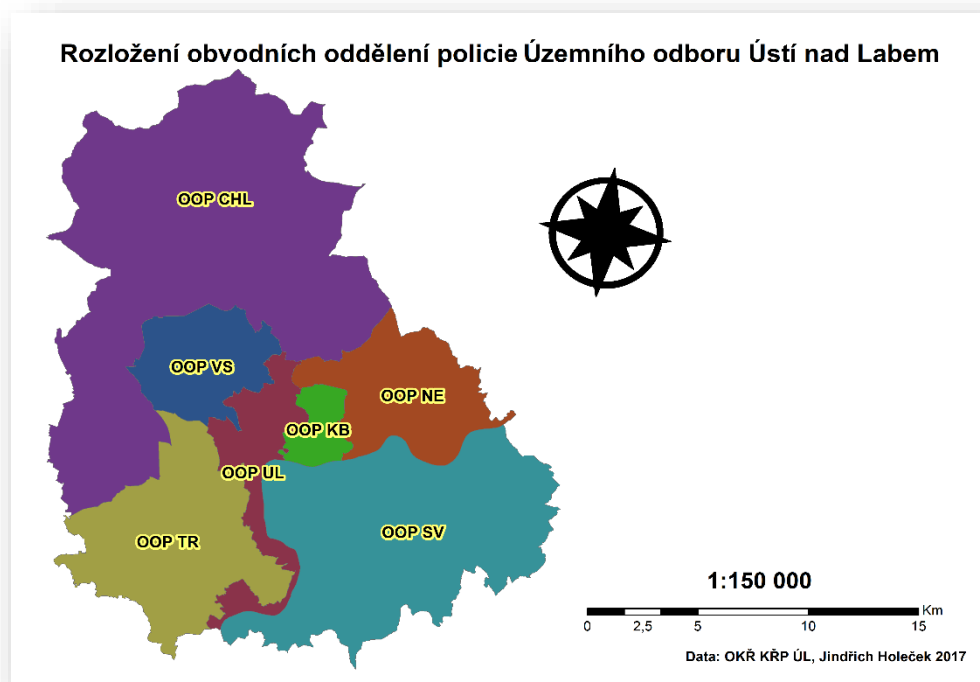 Rozložení obvodních oddělení policie Územního odboru Ústí nad Labem
OOP CHL
OOP VS
OOP NE
OOP KB
OOP UL
OOP SV
OOP TR
1:150 000
Km
0 2,5 5 10 15
Data: OKŘ KŘP ÚL, Jindřich Holeček 2017